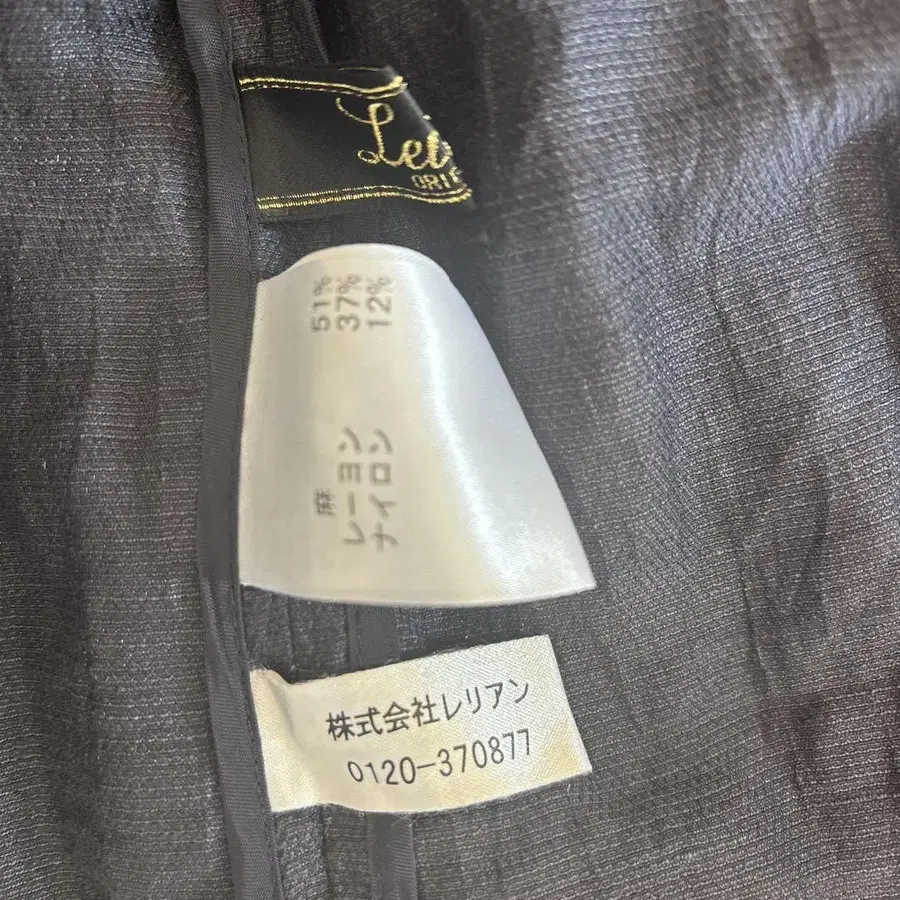 Lei
ORI
麻 51%
レーヨン 37%
ナイロン 12%
株式会社レリアン
0120-370877